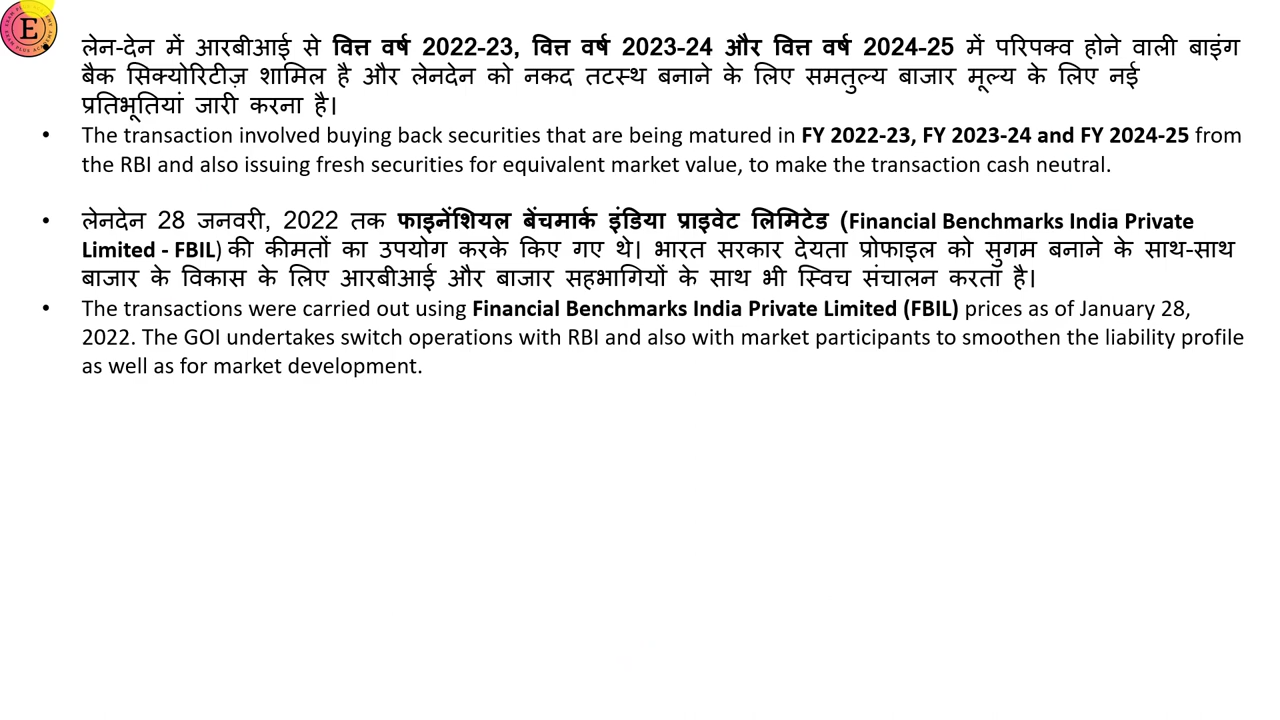 E
लेन-देन में आरबीआई से वित्त वर्ष 2022-23, वित्त वर्ष 2023-24 और वित्त वर्ष 2024-25 में परिपक्व होने वाली बाइंग
बैक सिक्योरिटीज़ शामिल है और लेनदेन को नकद तटस्थ बनाने के लिए समतुल्य बाजार मूल्य के लिए नई
प्रतिभूतियां जारी करना है।
• The transaction involved buying back securities that are being matured in FY 2022-23, FY 2023-24 and FY 2024-25 from
the RBI and also issuing fresh securities for equivalent market value, to make the transaction cash neutral.
• लेनदेन 28 जनवरी, 2022 तक फाइनेंशियल बेंचमार्क इंडिया प्राइवेट लिमिटेड (Financial Benchmarks India Private
Limited - FBIL) की कीमतों का उपयोग करके किए गए थे। भारत सरकार देयता प्रोफाइल को सुगम बनाने के साथ-साथ
बाजार के विकास के लिए आरबीआई और बाजार सहभागियों के साथ भी स्विच संचालन करता है।
• The transactions were carried out using Financial Benchmarks India Private Limited (FBIL) prices as of January 28,
2022. The GOI undertakes switch operations with RBI and also with market participants to smoothen the liability profile
as well as for market development.